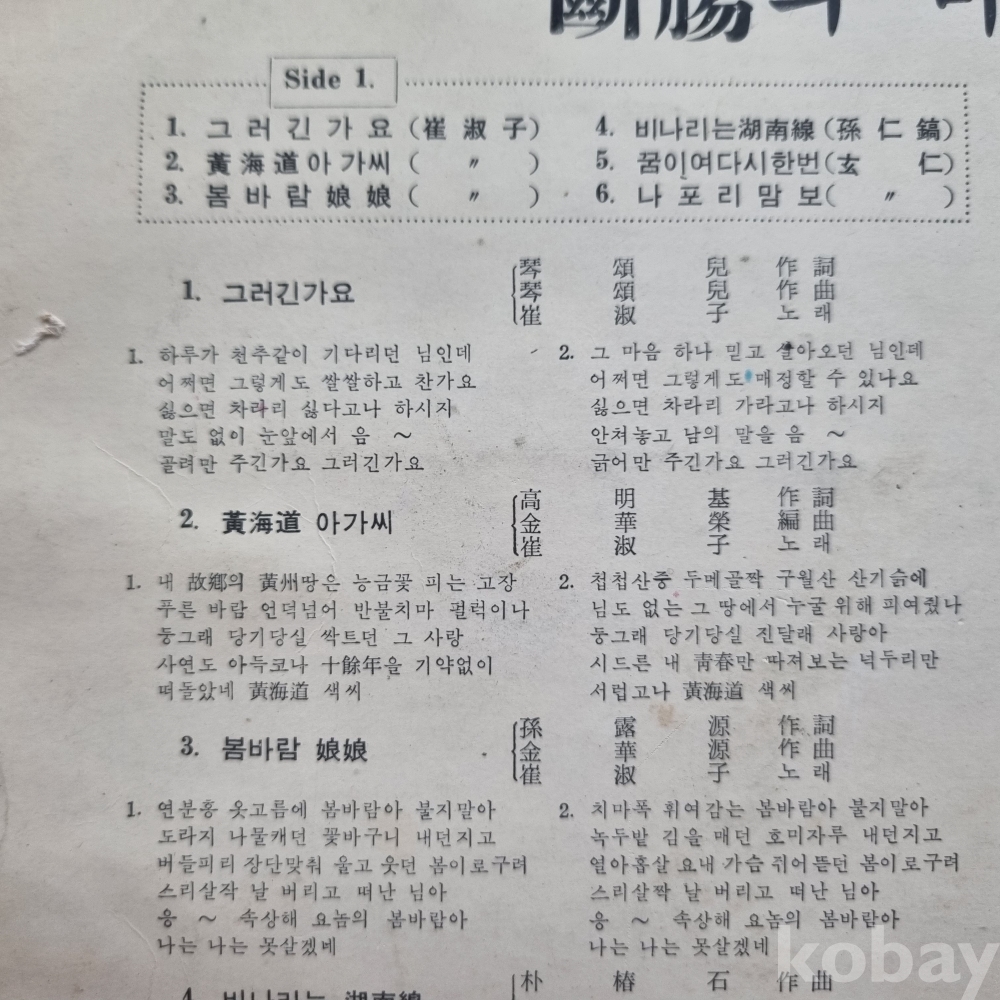 斷腸의
Side 1.
1. 그러긴가요 (崔淑子)
2. 黃海道아가씨 ( 〃 )
3. 봄바람娘娘 ( 〃 )
4. 비나리는湖南線 (孫仁鎬)
5. 꿈이여다시한번 (玄仁)
6. 나포리맘보 ( 〃 )
1. 그러긴가요
琴頌兒 作詞
琴頌兒 作曲
崔淑子 노래
1. 하루가 천추같이 기다리던 님인데
어쩌면 그렇게도 쌀쌀하고 찬가요
싫으면 차라리 싫다고나 하시지
말도 없이 눈앞에서 음 ~
골려만 주긴가요 그러긴가요
2. 그 마음 하나 믿고 살아오던 님인데
어쩌면 그렇게도 매정할 수 있나요
싫으면 차라리 가라고나 하시지
안쳐놓고 남의 말을 음 ~
긁어만 주긴가요 그러긴가요
2. 黃海道 아가씨
高明基 作詞
金華榮 編曲
崔淑子 노래
1. 내 故鄕의 黃州땅은 능금꽃 피는 고장
푸른 바람 언덕넘어 반불치마 펄럭이나
둥그래 당기당실 싹트던 그 사랑
사연도 아득코나 十餘年을 기약없이
떠돌았네 黃海道 색씨
2. 첩첩산중 두메골짝 구월산 산기슭에
님도 없는 그 땅에서 누굴 위해 피여줬나
둥그래 당기당실 진달래 사랑아
시드른 내 靑春만 따져보는 넉두리만
서럽고나 黃海道 색씨
3. 봄바람 娘娘
孫露源 作詞
金華源 作曲
崔淑子 노래
1. 연분홍 옷고름에 봄바람아 불지말아
도라지 나물캐던 꽃바구니 내던지고
버들피리 장단맞춰 울고 웃던 봄이로구려
스리살작 날 버리고 떠난 님아
응 ~ 속상해 요놈의 봄바람아
나는 나는 못살겠네
2. 치마폭 휘여감는 봄바람아 불지말아
녹두밭 김을 매던 호미자루 내던지고
열아홉살 요내 가슴 쥐어뜯던 봄이로구려
스리살짝 날 버리고 떠난 님아
응 ~ 속상해 요놈의 봄바람아
나는 나는 못살겠네
4. 비나리는 湖南線
朴椿石 作曲
kobay